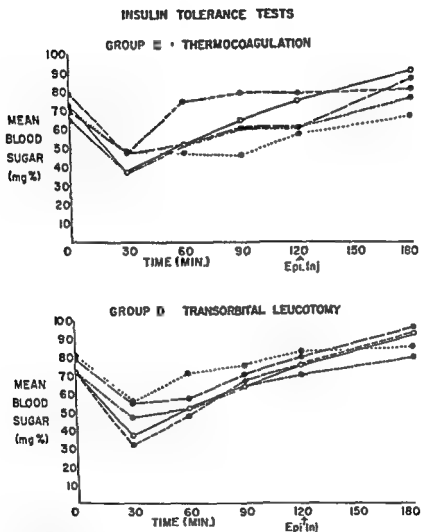 INSULIN TOLERANCE TESTS
GROUP E · THERMOCOAGULATION
100
90
80
70
60
50
40
30
20
10
MEAN
BLOOD
SUGAR
(mg%)
0 30 60 90 120 150 180
TIME (MIN.)
Epi.(n)
GROUP D TRANSORBITAL LEUCOTOMY
100
90
80
70
60
50
40
30
20
10
MEAN
BLOOD
SUGAR
(mg%)
0 30 60 90 120 150 180
TIME (MIN.)
Epi(n)